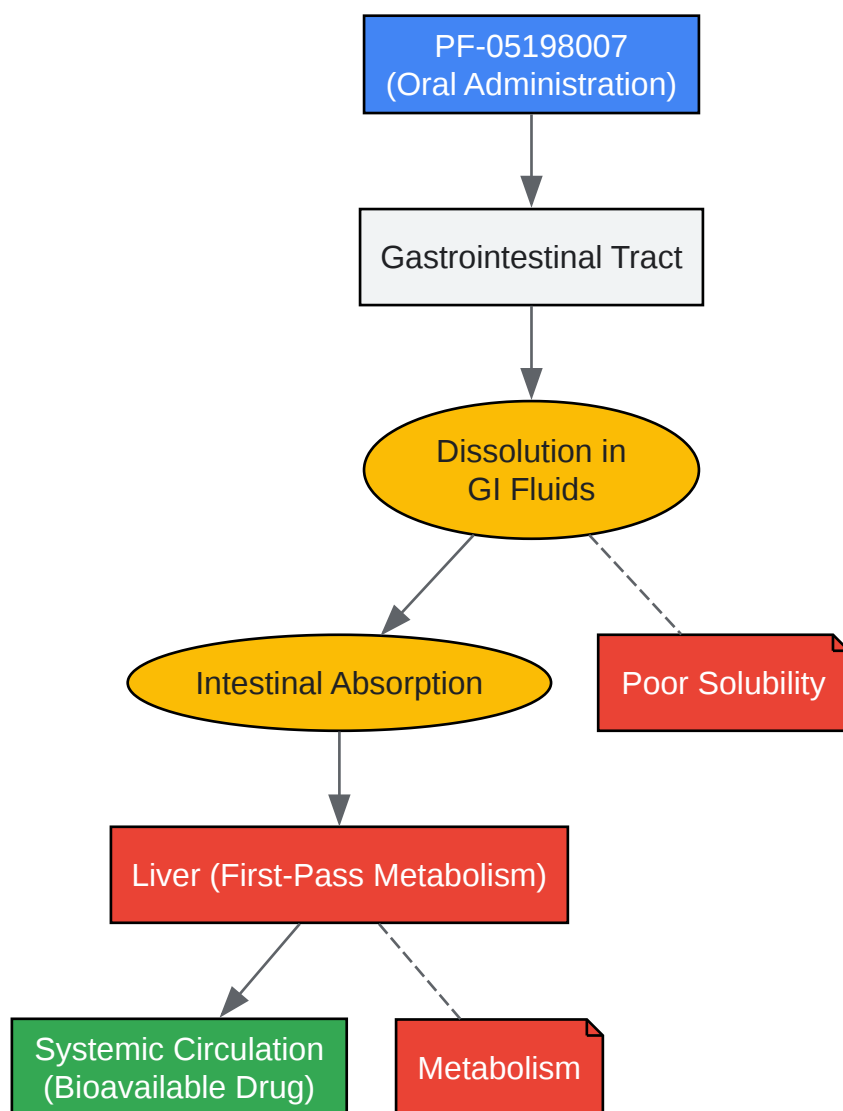 PF-05198007
(Oral Administration)
Gastrointestinal Tract
Dissolution in
GI Fluids
Intestinal Absorption
Poor Solubility
Liver (First-Pass Metabolism)
Systemic Circulation
(Bioavailable Drug)
Metabolism